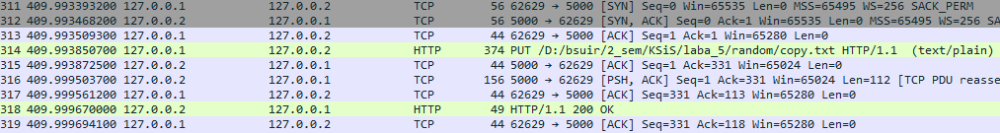 311 409.993393200 127.0.0.1 127.0.0.2 TCP 56 62629 → 5000 [SYN] Seq=0 Win=65535 Len=0 MSS=65495 WS=256 SACK_PERM
312 409.993468200 127.0.0.2 127.0.0.1 TCP 56 5000 → 62629 [SYN, ACK] Seq=0 Ack=1 Win=65535 Len=0 MSS=65495 WS=256 SA
313 409.993509300 127.0.0.1 127.0.0.2 TCP 44 62629 → 5000 [ACK] Seq=1 Ack=1 Win=65280 Len=0
314 409.993850700 127.0.0.1 127.0.0.2 HTTP 374 PUT /D:/bsuir/2_sem/KSiS/laba_5/random/copy.txt HTTP/1.1 (text/plain)
315 409.993872500 127.0.0.2 127.0.0.1 TCP 44 5000 → 62629 [ACK] Seq=1 Ack=331 Win=65024 Len=0
316 409.999503700 127.0.0.2 127.0.0.1 TCP 156 5000 → 62629 [PSH, ACK] Seq=1 Ack=331 Win=65024 Len=112 [TCP PDU reasse
317 409.999561200 127.0.0.1 127.0.0.2 TCP 44 62629 → 5000 [ACK] Seq=331 Ack=113 Win=65280 Len=0
318 409.999670000 127.0.0.2 127.0.0.1 HTTP 49 HTTP/1.1 200 OK
319 409.999694100 127.0.0.1 127.0.0.2 TCP 44 62629 → 5000 [ACK] Seq=331 Ack=118 Win=65280 Len=0